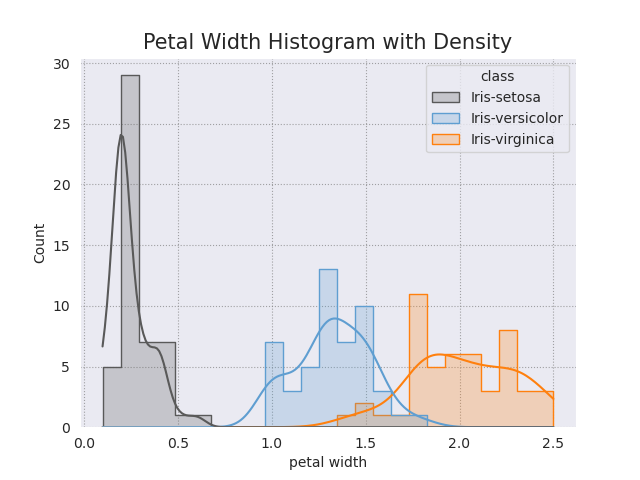 Petal Width Histogram with Density
30
25
20
15
10
5
0
Count
class
Iris-setosa
Iris-versicolor
Iris-virginica
0.0 0.5 1.0 1.5 2.0 2.5
petal width